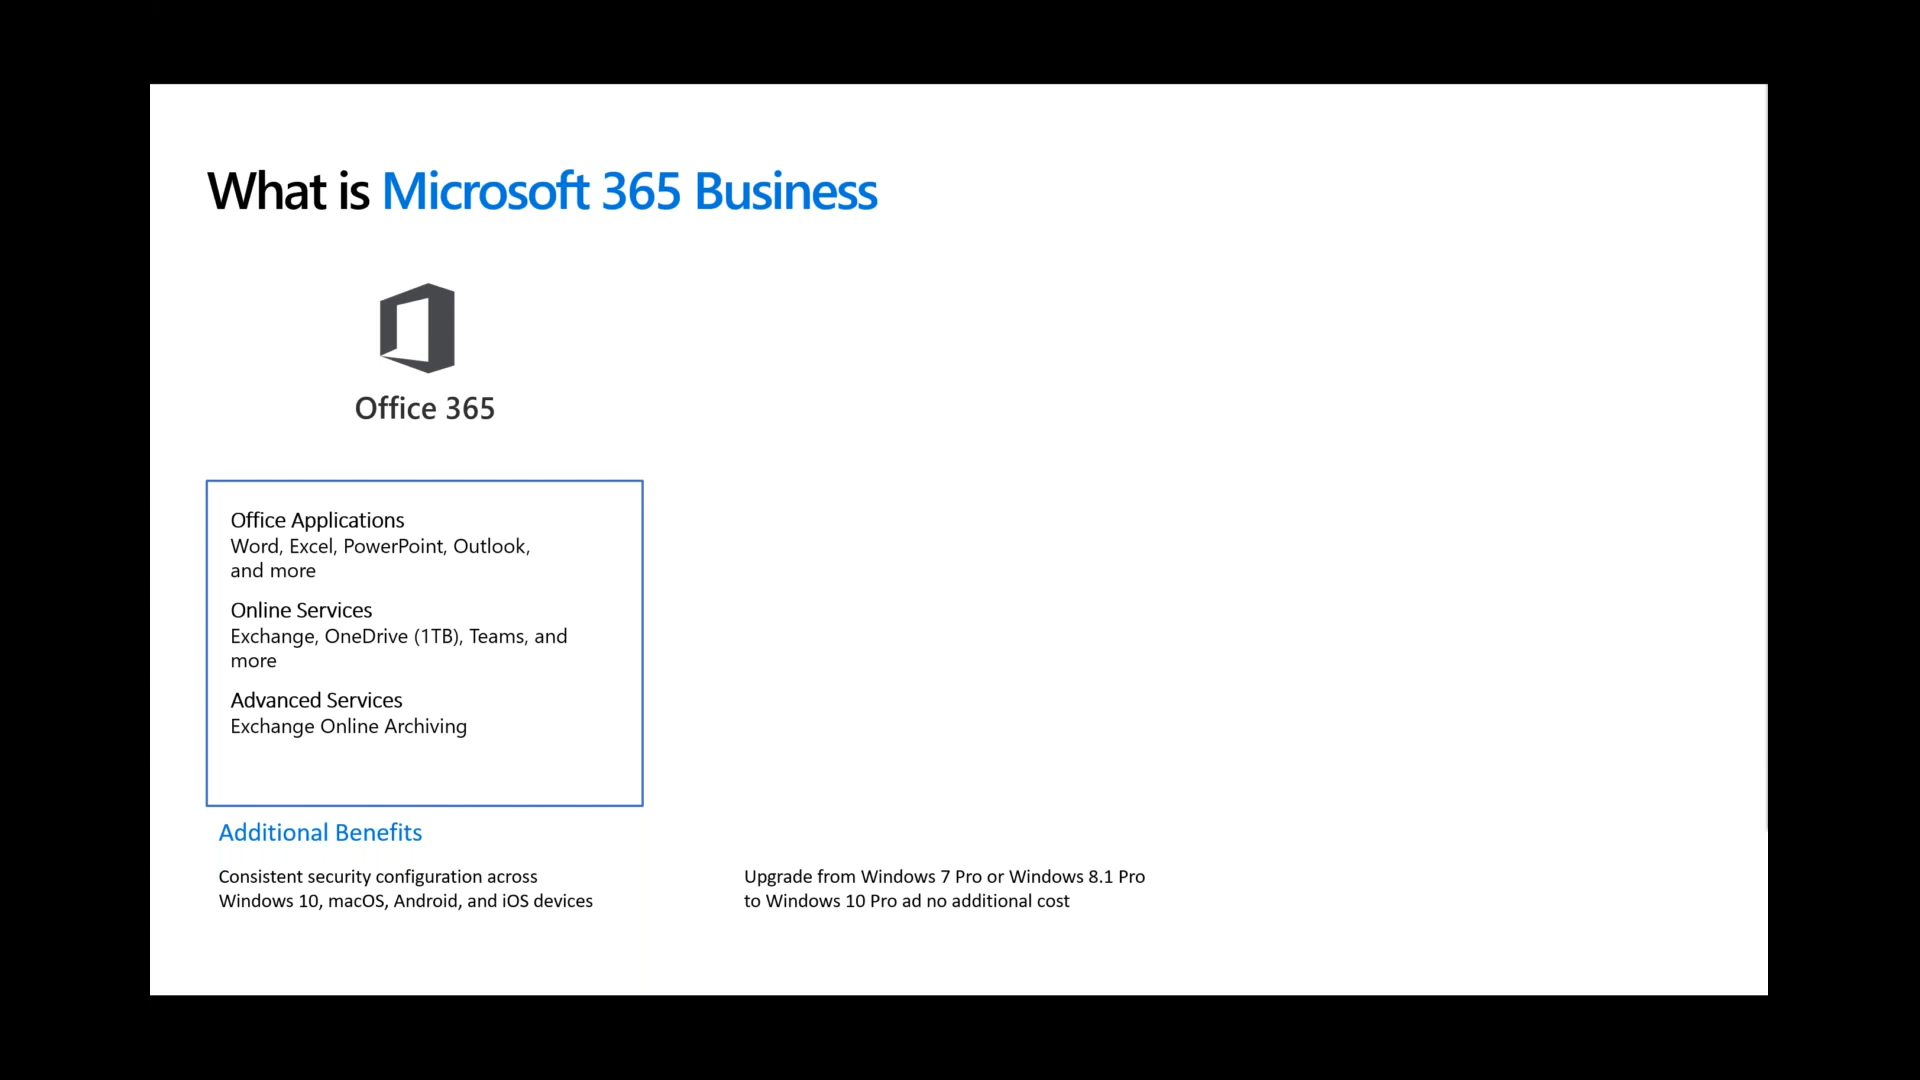 What is Microsoft 365 Business
Office 365
Office Applications
Word, Excel, PowerPoint, Outlook,
and more
Online Services
Exchange, OneDrive (1TB), Teams, and
more
Advanced Services
Exchange Online Archiving
Additional Benefits
Consistent security configuration across
Windows 10, macOS, Android, and iOS devices
Upgrade from Windows 7 Pro or Windows 8.1 Pro
to Windows 10 Pro ad no additional cost